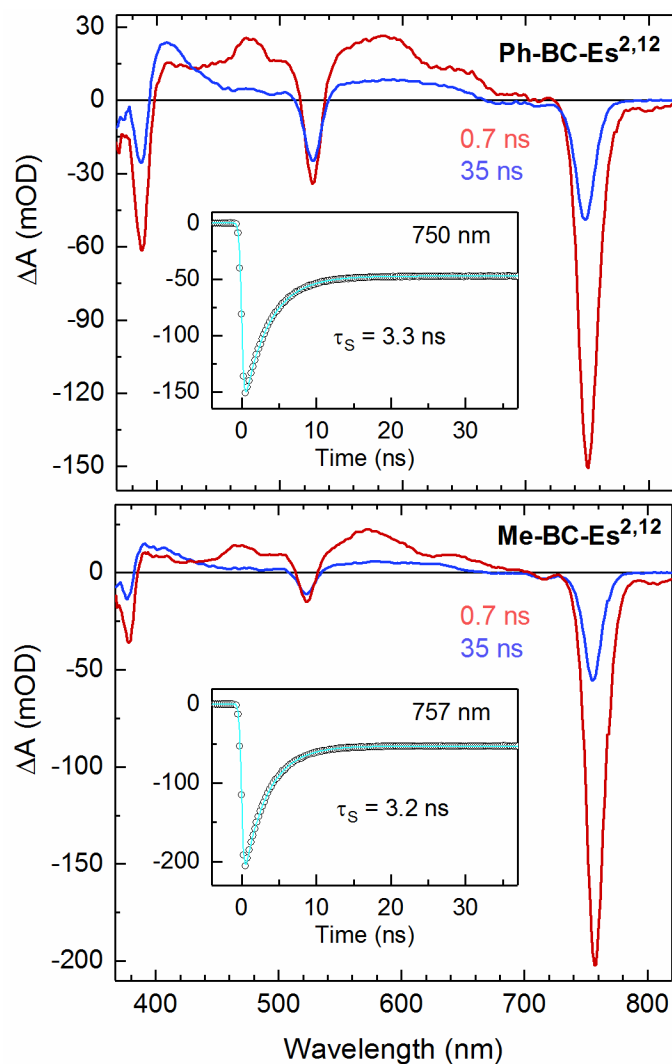 30
0
-30
-60
-90
-120
-150
ΔA (mOD)
Ph-BC-Es2,12
0.7 ns
35 ns
0
-50
-100
-150
750 nm
τS = 3.3 ns
0 10 20 30
Time (ns)
0
-50
-100
-150
-200
ΔA (mOD)
Me-BC-Es2,12
0.7 ns
35 ns
0
-100
-200
757 nm
τS = 3.2 ns
0 10 20 30
Time (ns)
400 500 600 700 800
Wavelength (nm)